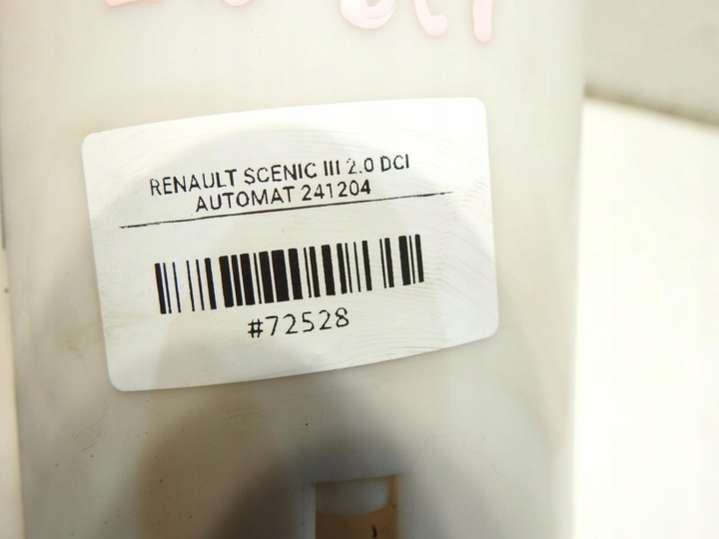 RENAULT SCENIC III 2.0 DCI
AUTOMAT 241204
#72528